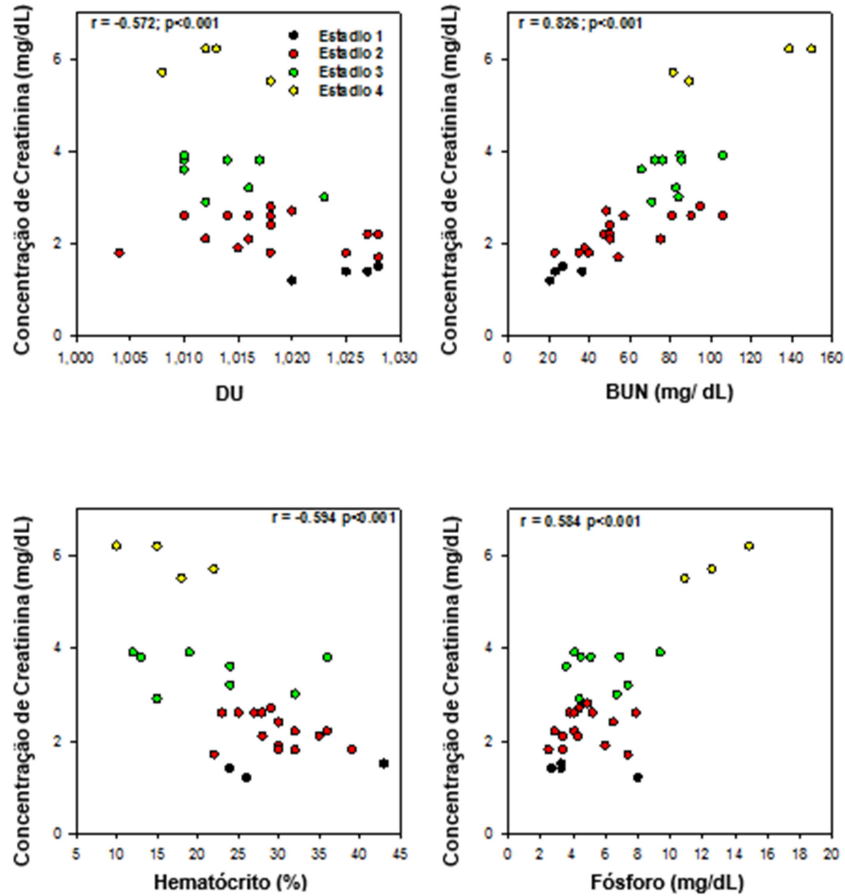 r = -0.572; p<0.001
Estadio 1
Estadio 2
Estadio 3
Estadio 4
Concentração de Creatinina (mg/dL)
6
4
2
0
1,000 1,005 1,010 1,015 1,020 1,025 1,030
DU
r = 0.826; p<0.001
Concentração de Creatinina (mg/dL)
6
4
2
0
0 20 40 60 80 100 120 140 160
BUN (mg/ dL)
r = -0.594 p<0.001
Concentração de Creatinina (mg/dL)
6
4
2
0
5 10 15 20 25 30 35 40 45
Hematócrito (%)
r = 0.584 p<0.001
Concentração de Creatinina (mg/dL)
6
4
2
0
0 2 4 6 8 10 12 14 16 18 20
Fósforo (mg/dL)